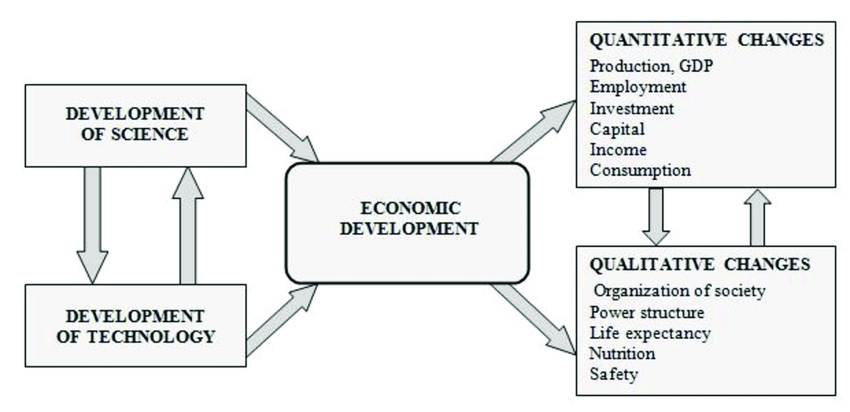 DEVELOPMENT
OF SCIENCE
DEVELOPMENT
OF TECHNOLOGY
ECONOMIC
DEVELOPMENT
QUANTITATIVE CHANGES
Production, GDP
Employment
Investment
Capital
Income
Consumption
QUALITATIVE CHANGES
Organization of society
Power structure
Life expectancy
Nutrition
Safety